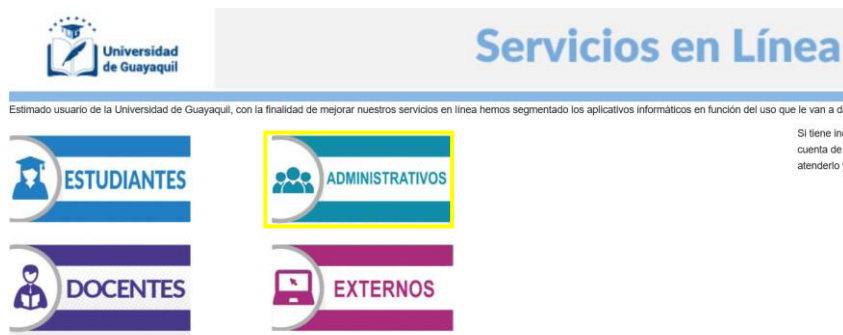 Universidad
de Guayaquil
Servicios en Línea
Estimado usuario de la Universidad de Guayaquil, con la finalidad de mejorar nuestros servicios en línea hemos segmentado los aplicativos informáticos en función del uso que le van a d
Si tiene in
cuenta de
atenderlo y
ESTUDIANTES
ADMINISTRATIVOS
DOCENTES
EXTERNOS